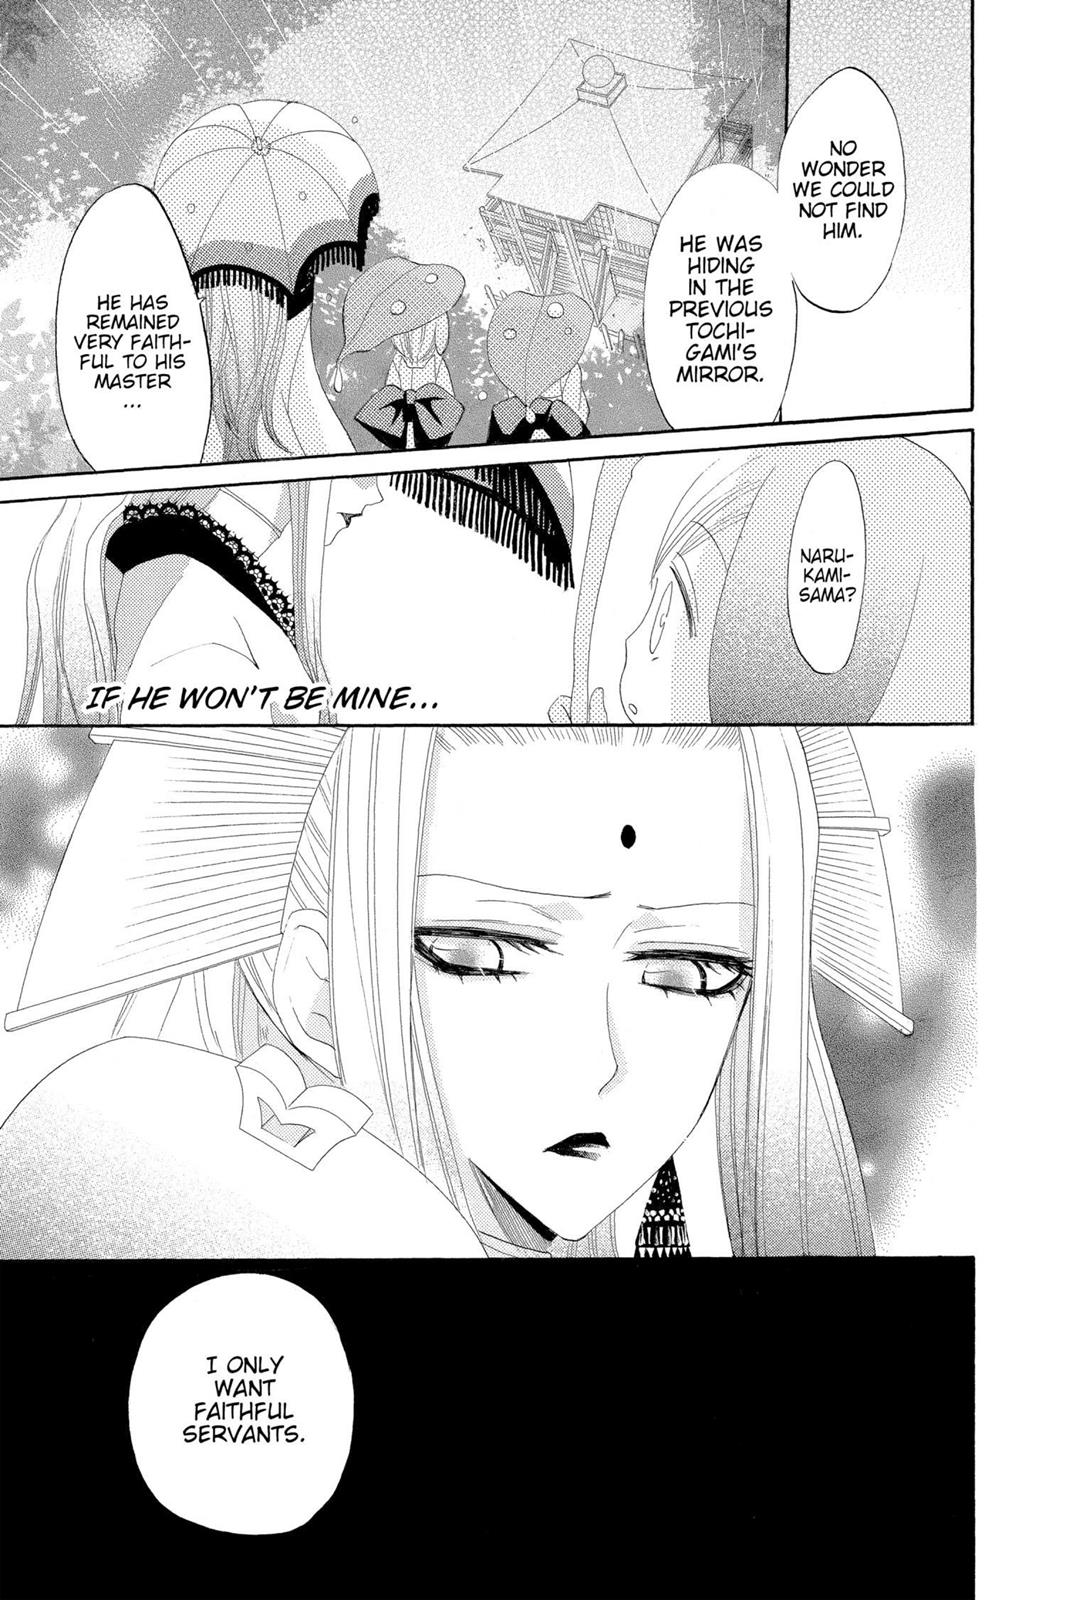 NO
WONDER
WE COULD
NOT FIND
HIM.
HE WAS
HIDING
IN THE
PREVIOUS
TOCHI-
GAMI'S
MIRROR.
HE HAS
REMAINED
VERY FAITH-
FUL TO HIS
MASTER
...
NARU-
KAMI-
SAMA?
IF HE WON'T BE MINE...
I ONLY
WANT
FAITHFUL
SERVANTS.